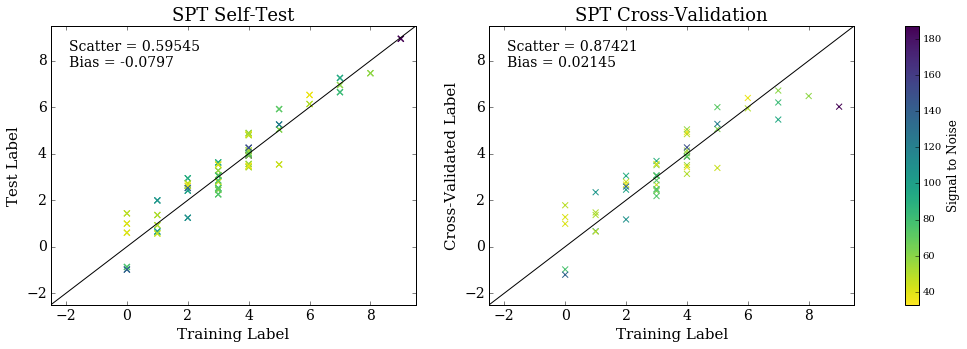 SPT Self-Test
Scatter = 0.59545
Bias = -0.0797
8
6
4
2
0
−2
−2 0 2 4 6 8
Test Label
Training Label
SPT Cross-Validation
Scatter = 0.87421
Bias = 0.02145
8
6
4
2
0
−2
−2 0 2 4 6 8
Cross-Validated Label
Training Label
180
160
140
120
100
80
60
40
Signal to Noise